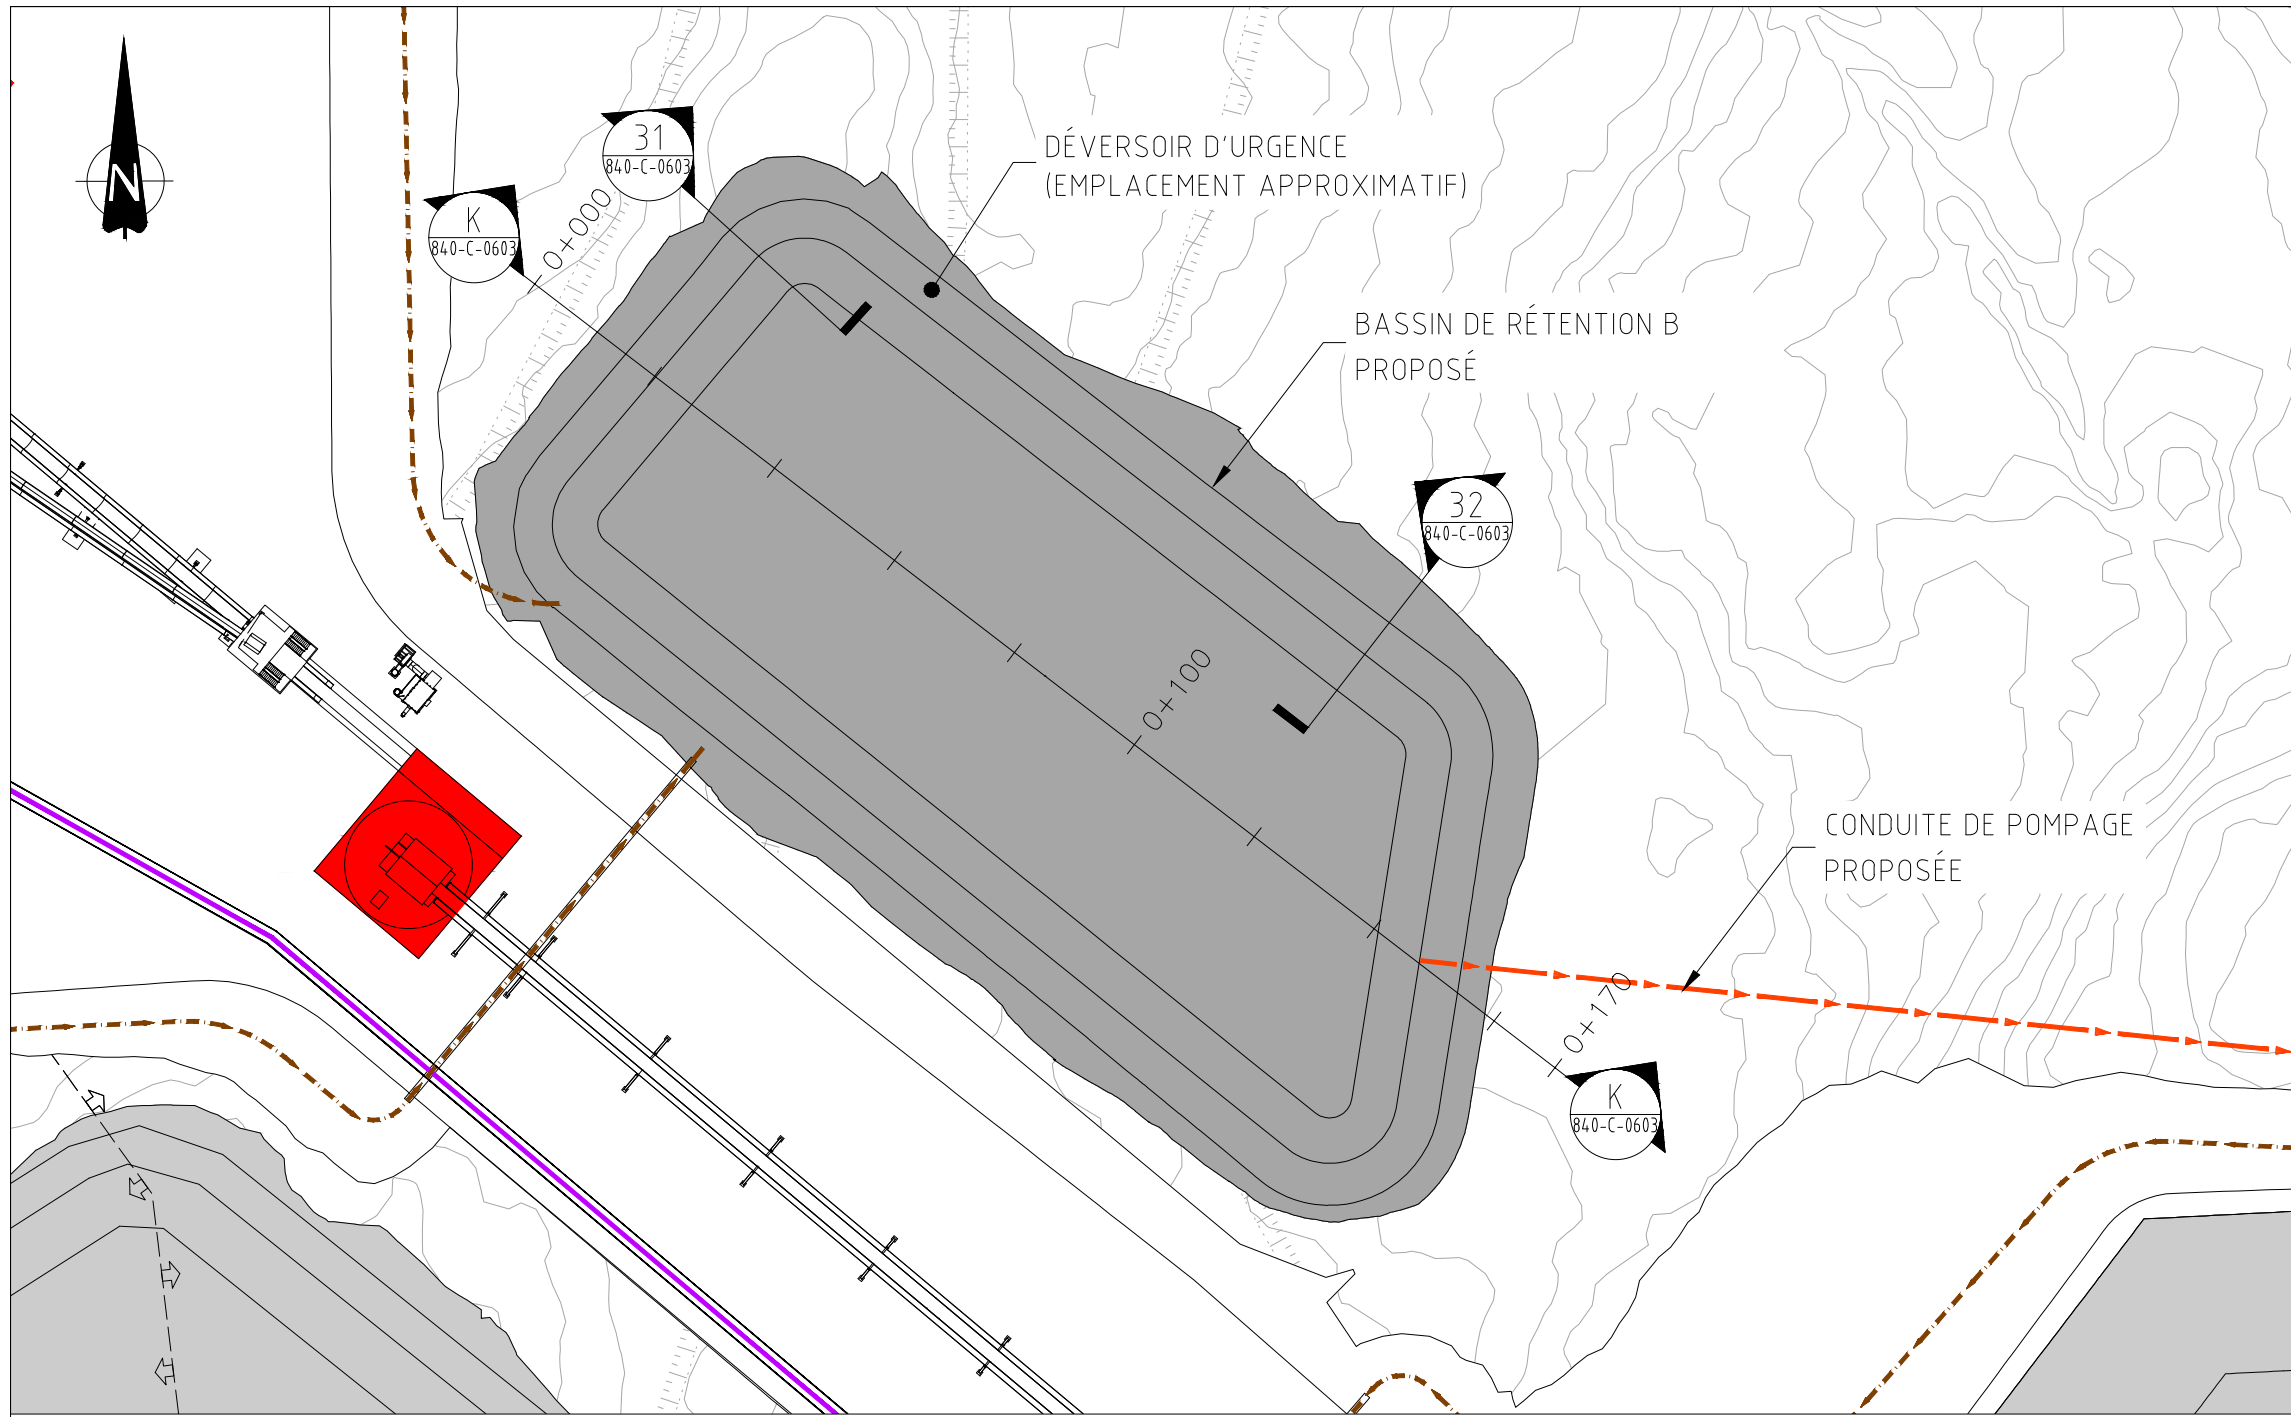 N
31
840-C-0603
K
840-C-0603
0+000
DÉVERSOIR D'URGENCE
(EMPLACEMENT APPROXIMATIF)
BASSIN DE RÉTENTION B
PROPOSÉ
32
840-C-0603
0+100
CONDUITE DE POMPAGE
PROPOSÉE
0+170
K
840-C-0603